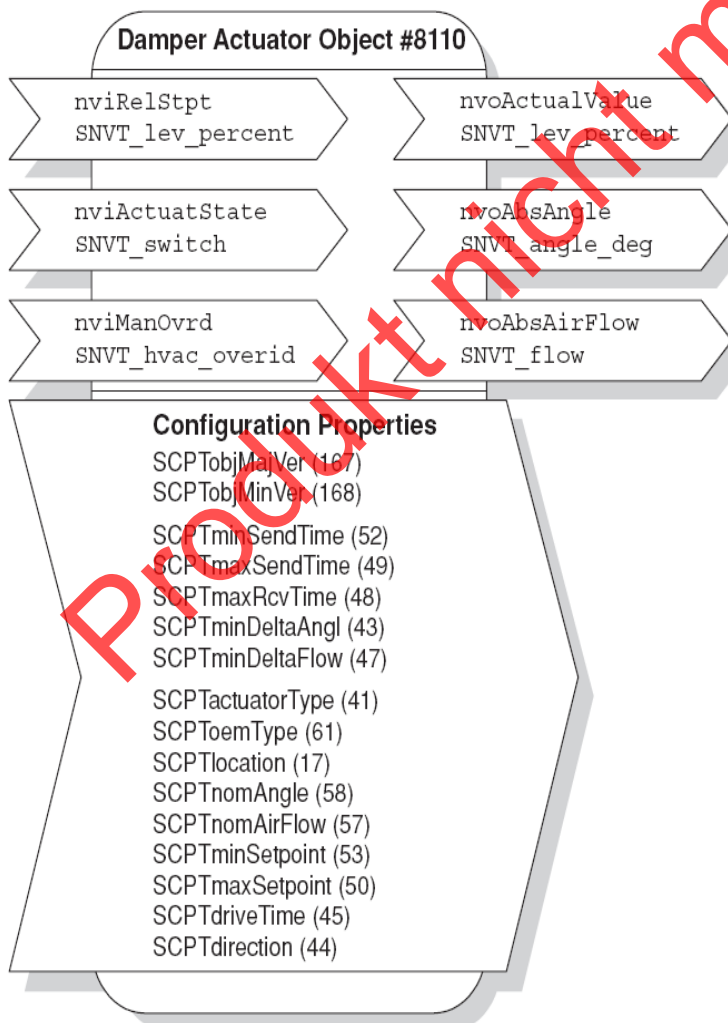 Damper Actuator Object #8110
nviRelStpt
SNVT_lev_percent
nvoActualValue
SNVT_lev_percent
nviActuatState
SNVT_switch
nvoAbsAngle
SNVT_angle_deg
nviManOvrd
SNVT_hvac_overid
nvoAbsAirFlow
SNVT_flow
Configuration Properties
SCPTobjMajVer (167)
SCPTobjMinVer (168)
SCPTminSendTime (52)
SCPTmaxSendTime (49)
SCPTmaxRcvTime (48)
SCPTminDeltaAngl (43)
SCPTminDeltaFlow (47)
SCPTactuatorType (41)
SCPToemType (61)
SCPTlocation (17)
SCPTnomAngle (58)
SCPTnomAirFlow (57)
SCPTminSetpoint (53)
SCPTmaxSetpoint (50)
SCPTdriveTime (45)
SCPTdirection (44)
Produkt nicht